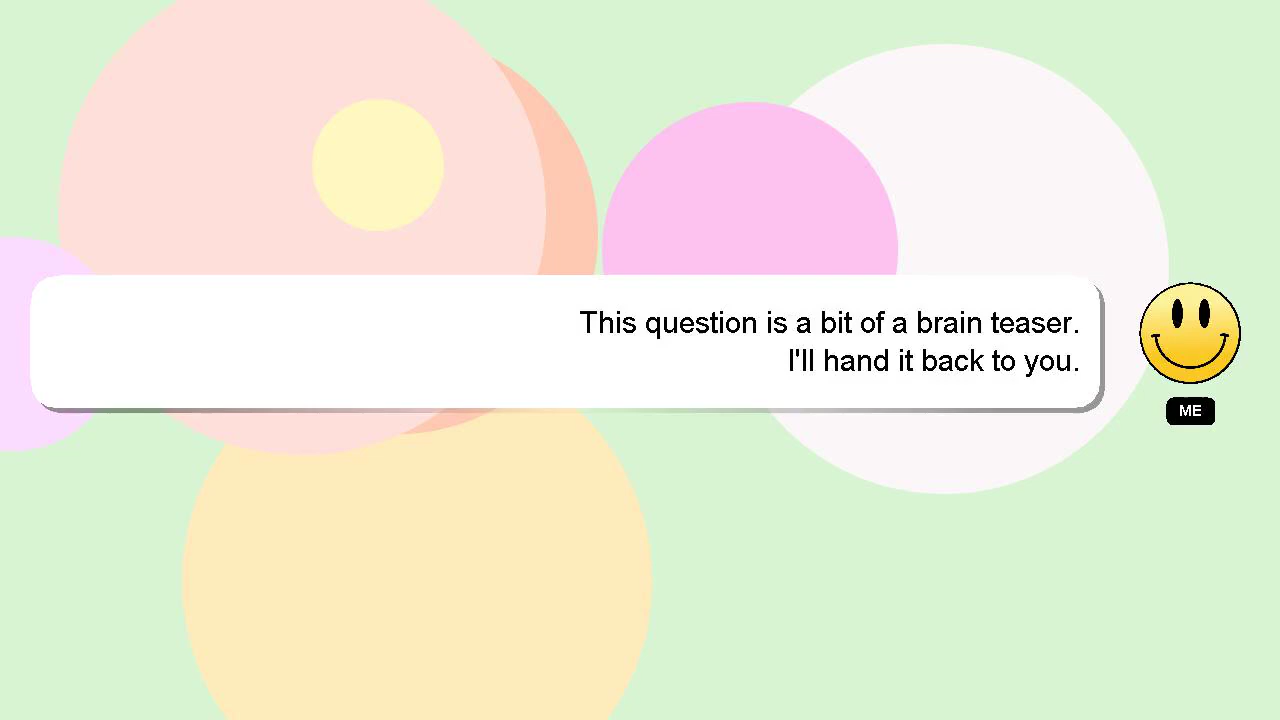 This question is a bit of a brain teaser.
I'll hand it back to you.
ME